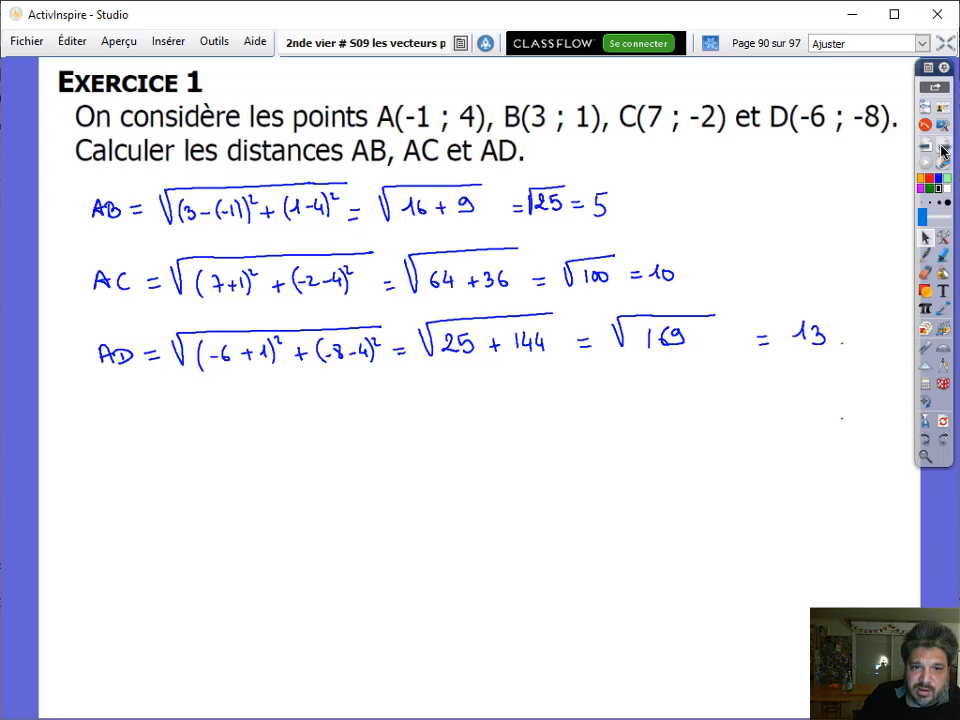 ActivInspire - Studio
Fichier Éditer Aperçu Insérer Outils Aide 2nde vier # S09 les vecteurs p CLASSFLOW Se connecter Page 90 sur 97 Ajuster
EXERCICE 1
On considère les points A(-1 ; 4), B(3 ; 1), C(7 ; -2) et D(-6 ; -8).
Calculer les distances AB, AC et AD.
AB = √((3-(-1))² + (1-4)²) = √(16 + 9) = √25 = 5
AC = √((7+1)² + (-2-4)²) = √(64 + 36) = √100 = 10
AD = √((-6+1)² + (-8-4)²) = √(25 + 144) = √169 = 13.